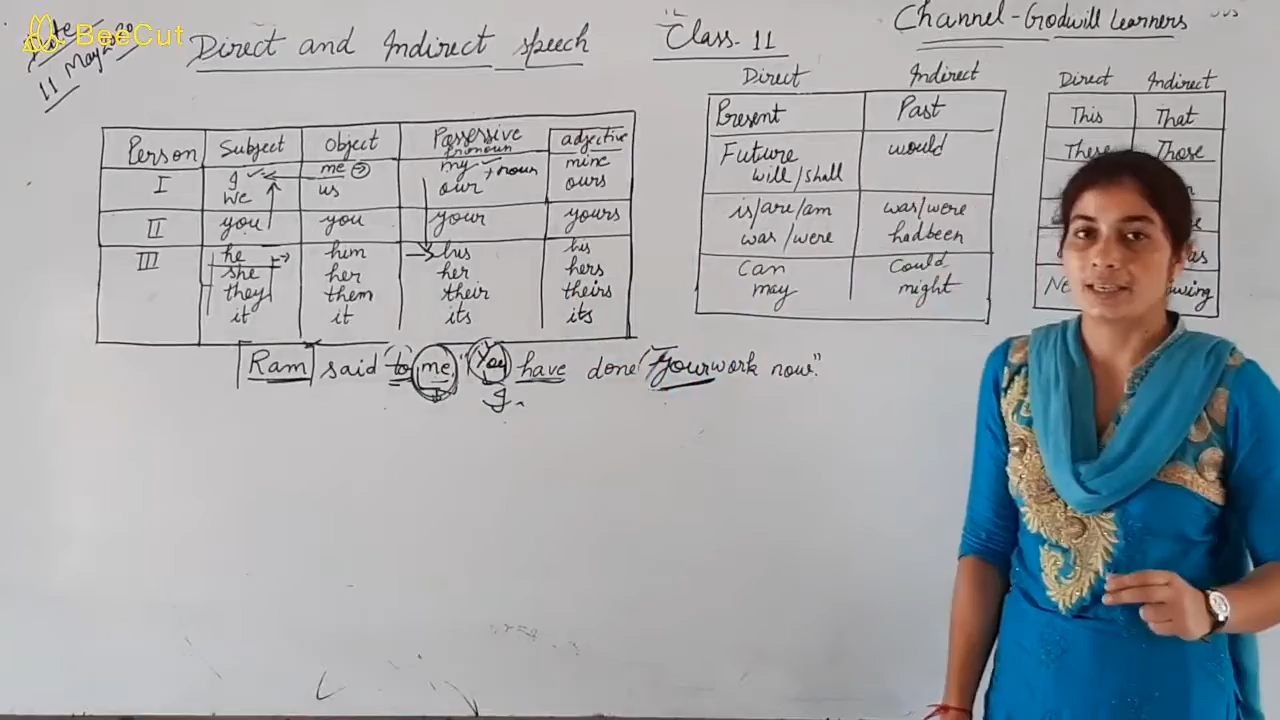 BeeCut
Date
11 May
Direct and Indirect speech
Class-11
Channel-Godwill Learners
Person Subject Object Possessive pronoun adjective
I I me my + noun mine
we us our ours
II you you your yours
III he him his his
she her her hers
they them their theirs
it it its its
Direct Indirect
Present Past
Future would
will/shall
is/are/am was/were
was/were hadbeen
Can Could
may might
Direct Indirect
This That
These Those
Ram said to me, "You have done your work now."
I